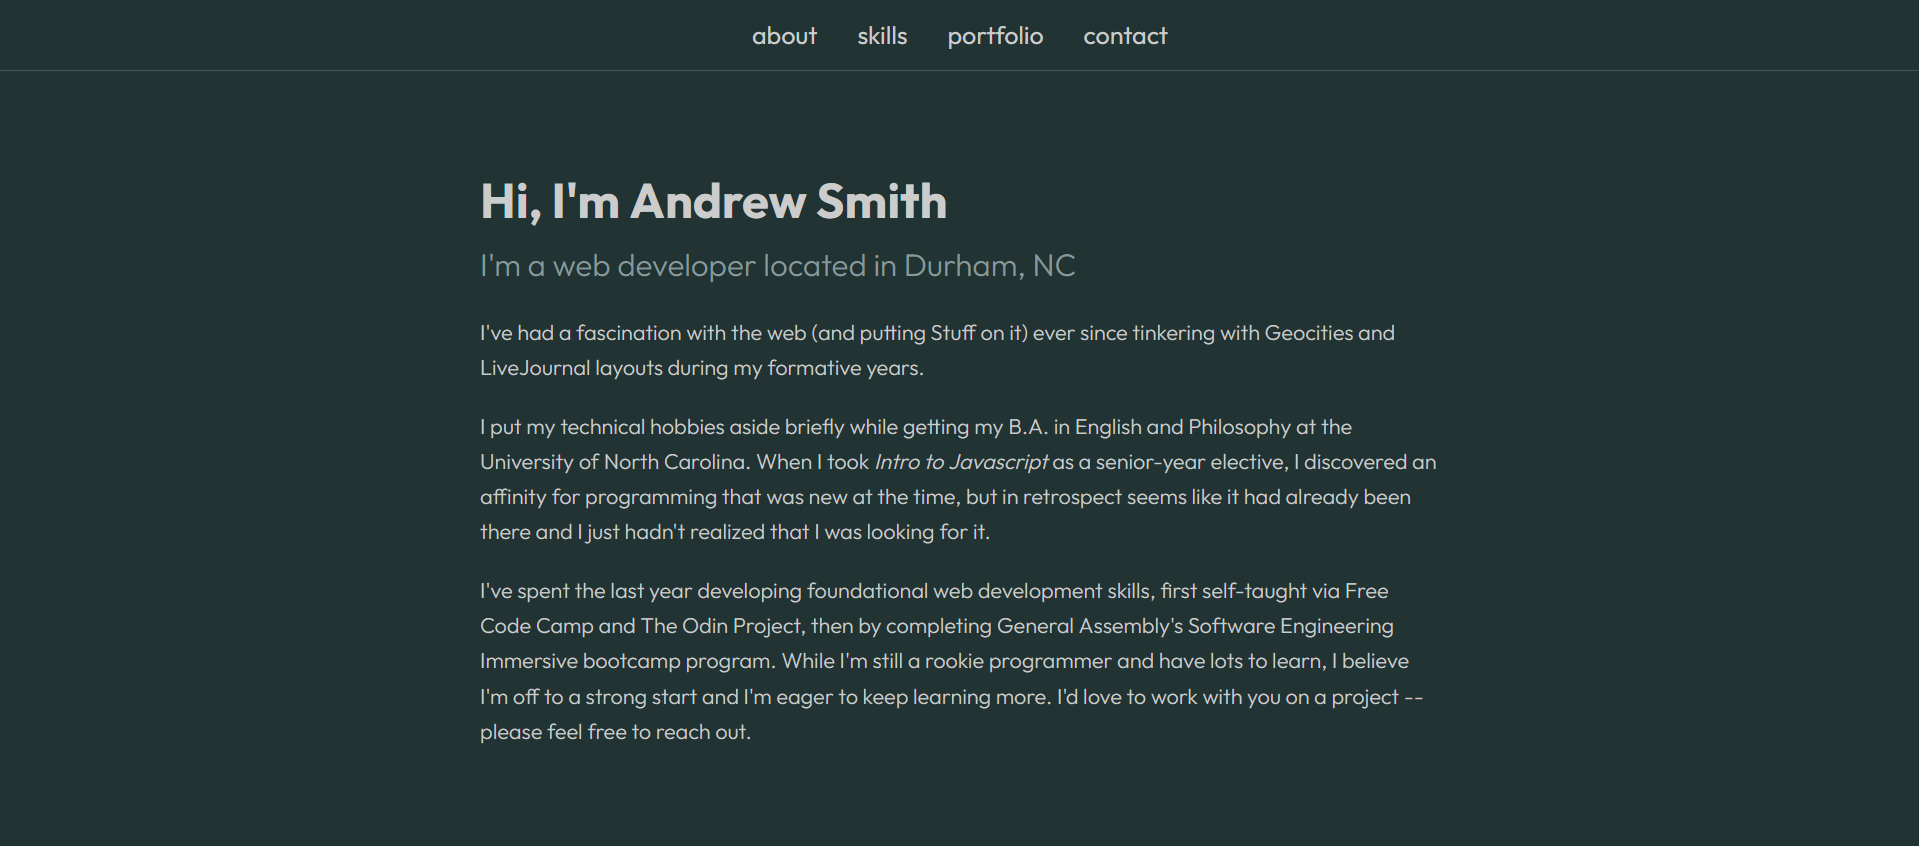 about skills portfolio contact
Hi, I'm Andrew Smith
I'm a web developer located in Durham, NC
I've had a fascination with the web (and putting Stuff on it) ever since tinkering with Geocities and
LiveJournal layouts during my formative years.
I put my technical hobbies aside briefly while getting my B.A. in English and Philosophy at the
University of North Carolina. When I took Intro to Javascript as a senior-year elective, I discovered an
affinity for programming that was new at the time, but in retrospect seems like it had already been
there and I just hadn't realized that I was looking for it.
I've spent the last year developing foundational web development skills, first self-taught via Free
Code Camp and The Odin Project, then by completing General Assembly's Software Engineering
Immersive bootcamp program. While I'm still a rookie programmer and have lots to learn, I believe
I'm off to a strong start and I'm eager to keep learning more. I'd love to work with you on a project --
please feel free to reach out.